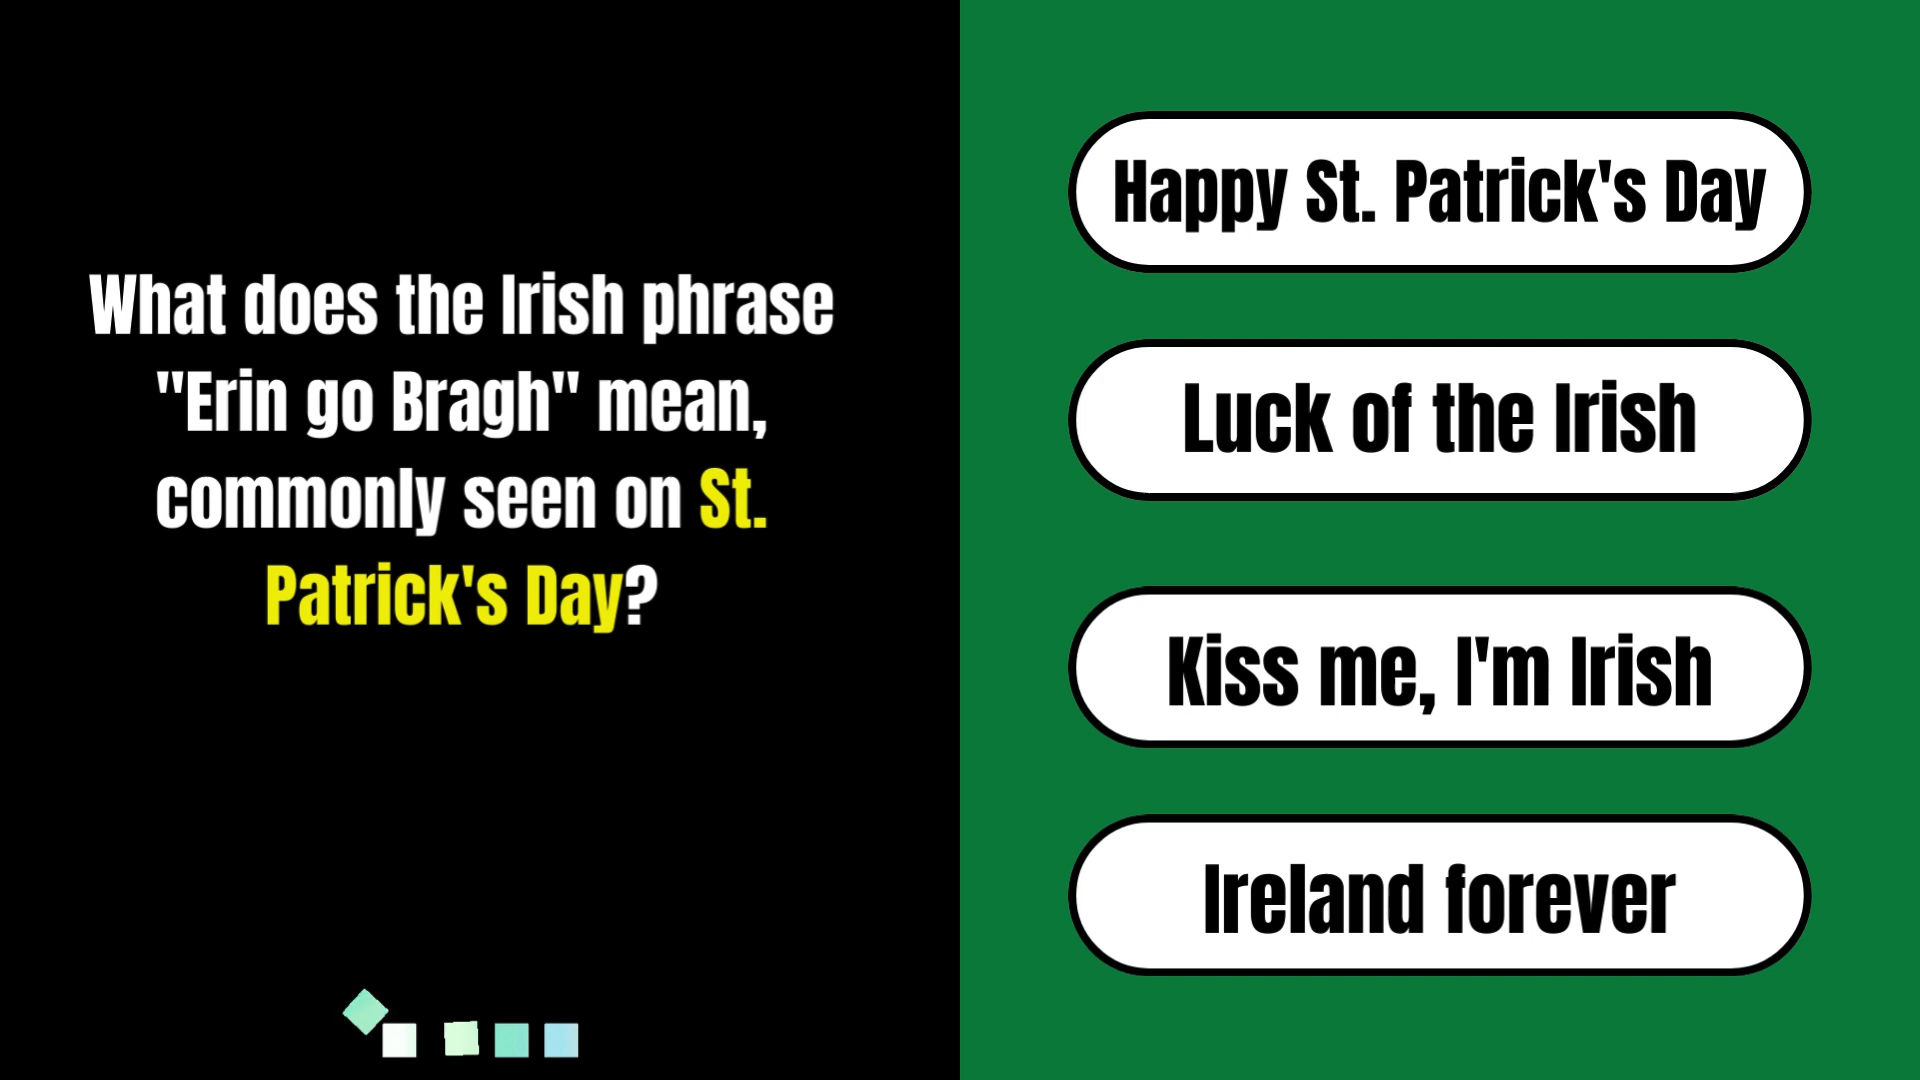 What does the Irish phrase
"Erin go Bragh" mean,
commonly seen on St.
Patrick's Day?
Happy St. Patrick's Day
Luck of the Irish
Kiss me, I'm Irish
Ireland forever